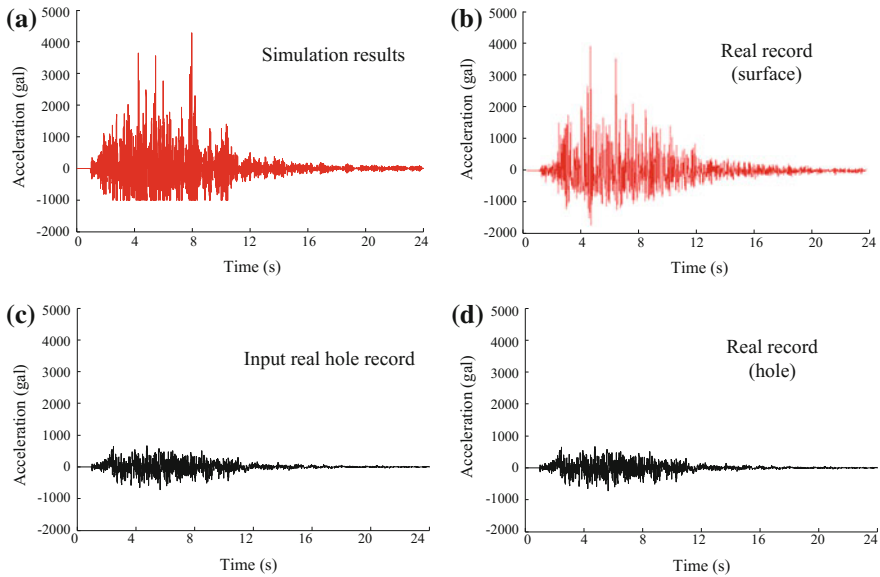 (a)
5000
4000
3000
2000
1000
0
-1000
-2000
Acceleration (gal)
Simulation results
0 4 8 12 16 20 24
Time (s)
(b)
5000
4000
3000
2000
1000
0
-1000
-2000
Acceleration (gal)
Real record
(surface)
0 4 8 12 16 20 24
Time (s)
(c)
5000
4000
3000
2000
1000
0
-1000
-2000
Acceleration (gal)
Input real hole record
0 4 8 12 16 20 24
Time (s)
(d)
5000
4000
3000
2000
1000
0
-1000
-2000
Acceleration (gal)
Real record
(hole)
0 4 8 12 16 20 24
Time (s)